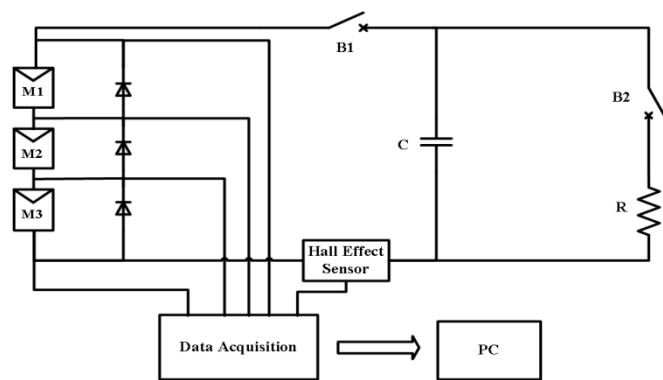 B1
M1
B2
M2
C
M3
R
Hall Effect
Sensor
Data Acquisition
PC